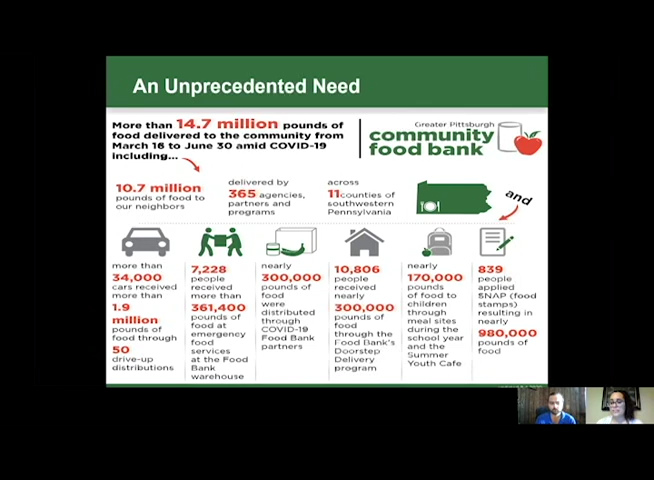 An Unprecedented Need
More than 14.7 million pounds of
food delivered to the community from
March 16 to June 30 amid COVID-19
including...
Greater Pittsburgh
community
food bank
10.7 million
pounds of food to
our neighbors
delivered by
365 agencies,
partners and
programs
across
11 counties of
southwestern
Pennsylvania
and
more than
34,000
cars received
more than
1.9
million
pounds of
food through
50
drive-up
distributions
7,228
people
received
more than
361,400
pounds of
food at
emergency
food
services
at the Food
Bank
warehouse
nearly
300,000
pounds of
food
were
distributed
through
COVID-19
Food Bank
partners
10,806
people
received
nearly
300,000
pounds of
food
through the
Food Bank's
Doorstep
Delivery
program
nearly
170,000
pounds
of food to
children
through
meal sites
during the
school year
and the
Summer
Youth Cafe
839
people
applied
SNAP (food
stamps)
resulting in
nearly
980,000
pounds of
food